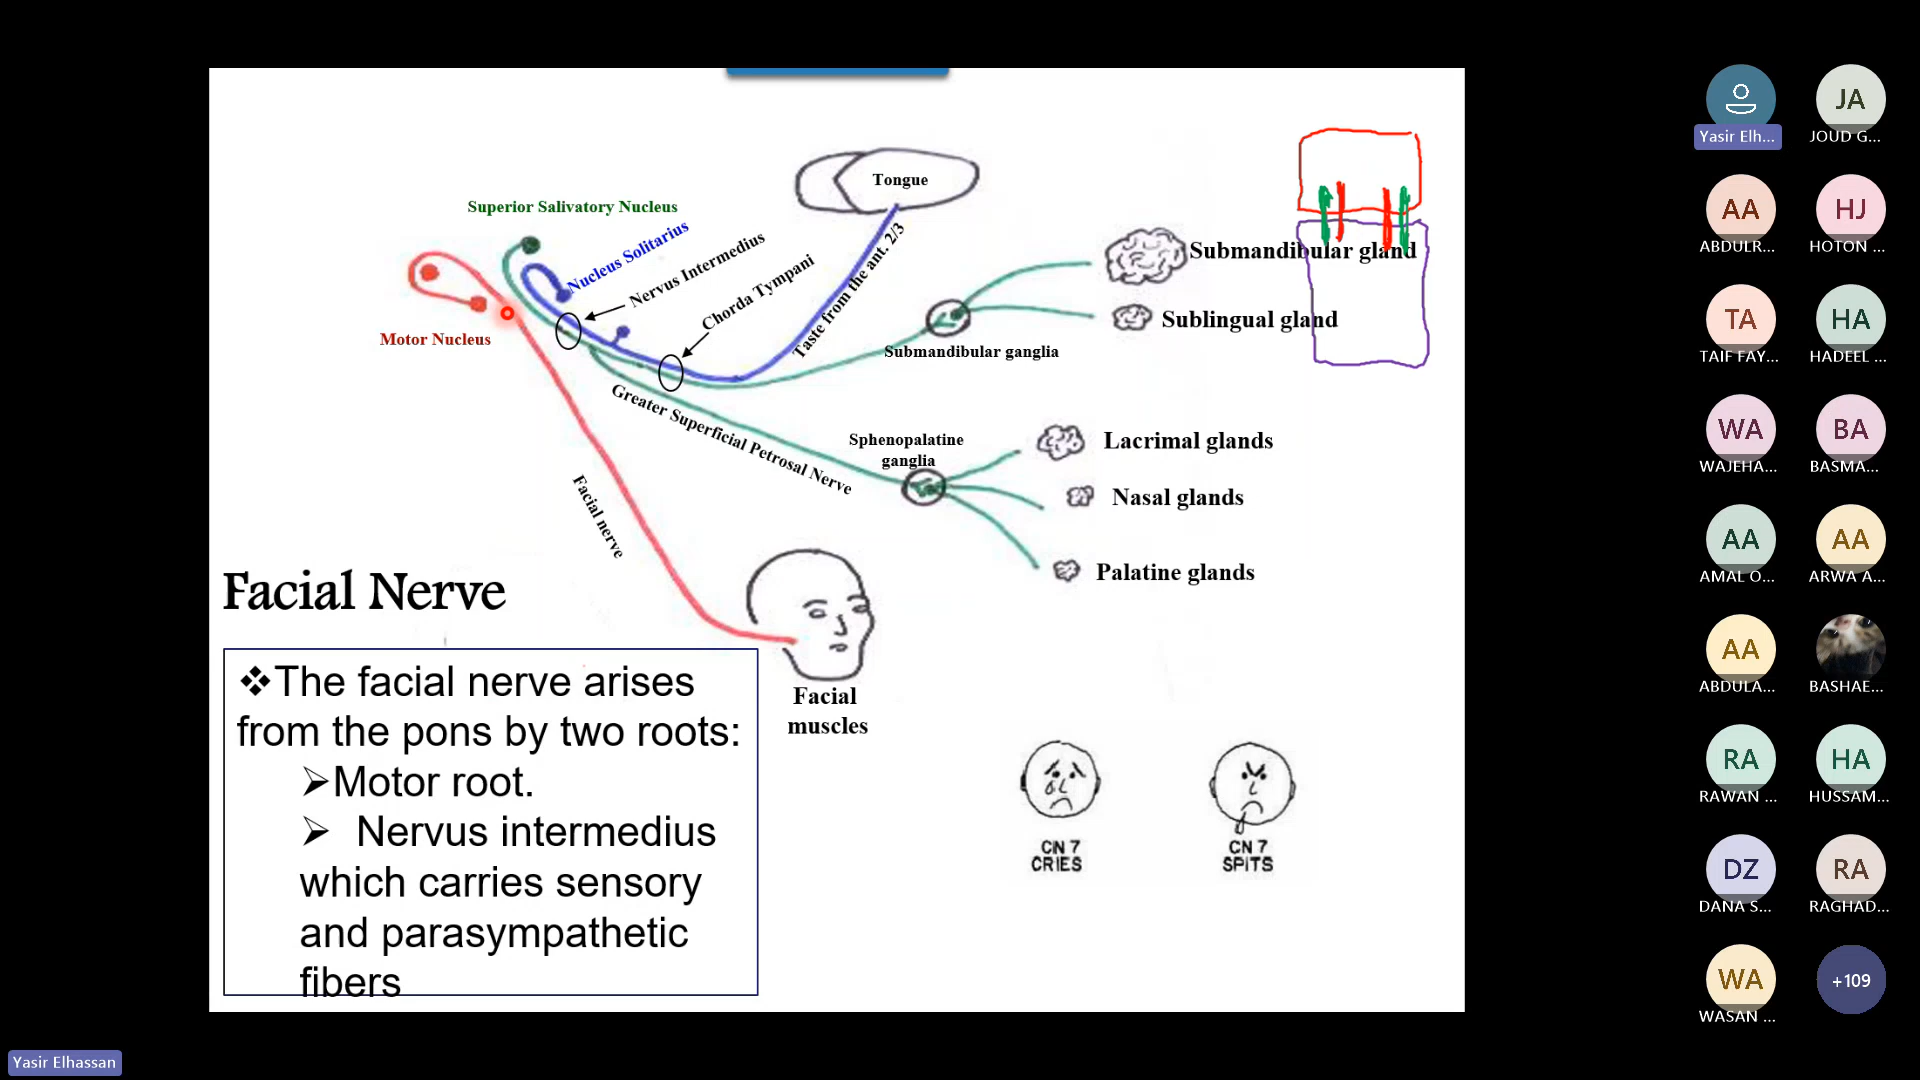 Tongue
Superior Salivatory Nucleus
Nucleus Solitarius
Nervus Intermedius
Chorda Tympani
Taste from the ant. 2/3
Submandibular gland
Sublingual gland
Motor Nucleus
Submandibular ganglia
Greater Superficial Petrosal Nerve
Sphenopalatine
ganglia
Lacrimal glands
Nasal glands
Palatine glands
Facial nerve
Facial
muscles
Facial Nerve
❖The facial nerve arises
from the pons by two roots:
➢Motor root.
➢ Nervus intermedius
which carries sensory
and parasympathetic
fibers
CN 7
CRIES
CN 7
SPITS
Yasir Elh...
JA
JOUD G...
AA
ABDULR...
HJ
HOTON ...
TA
TAIF FAY...
HA
HADEEL ...
WA
WAJEHA...
BA
BASMA...
AA
AMAL O...
AA
ARWA A...
AA
ABDULA...
BASHAE...
RA
RAWAN ...
HA
HUSSAM...
DZ
DANA S...
RA
RAGHAD...
WA
WASAN ...
+109
Yasir Elhassan